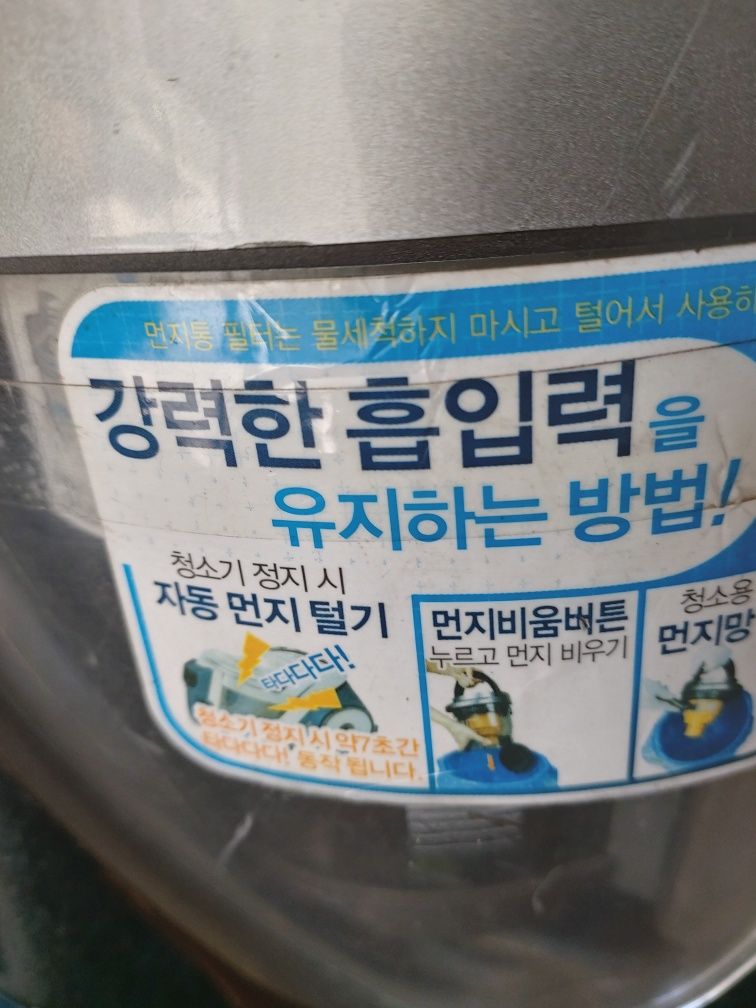 먼지통 필터는 물세척하지 마시고 털어서 사용하
강력한 흡입력을
유지하는 방법!
청소기 정지 시
자동 먼지 털기
타다다다!
청소기 정지 시 약7초간
타다다다! 동작 됩니다.
먼지비움버튼
누르고 먼지 비우기
청소용
먼지망